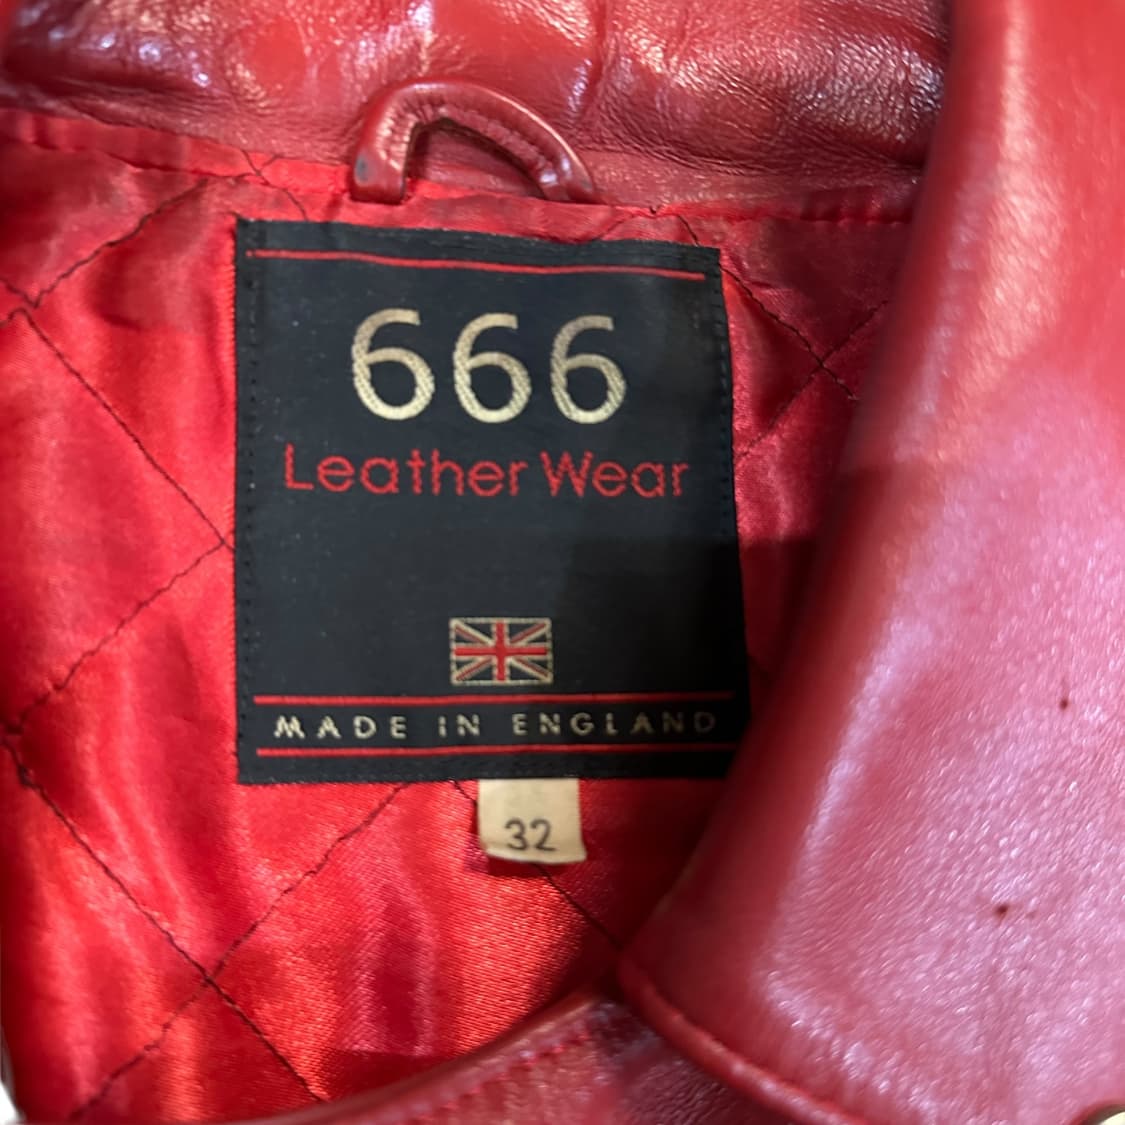 666
Leather Wear
MADE IN ENGLAND
32